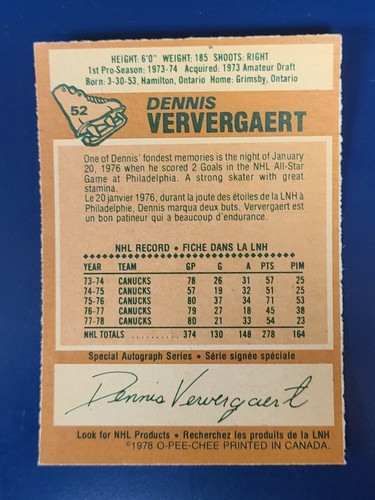 HEIGHT: 6'0" WEIGHT: 185 SHOOTS: RIGHT
1st Pro-Season: 1973-74 Acquired: 1973 Amateur Draft
Born: 3-30-53, Hamilton, Ontario Home: Grimsby, Ontario
52
DENNIS
VERVERGAERT
One of Dennis' fondest memories is the night of January
20, 1976 when he scored 2 Goals in the NHL All-Star
Game at Philadelphia. A strong skater with great
stamina.
Le 20 janvier 1976, durant la joute des étoiles de la LNH à
Philadelphie, Dennis marqua deux buts. Ververgaert est
un bon patineur qui a beaucoup d'endurance.
NHL RECORD • FICHE DANS LA LNH
YEAR TEAM GP G A PTS PIM
73-74 CANUCKS 78 26 31 57 25
74-75 CANUCKS 57 19 32 51 25
75-76 CANUCKS 80 37 34 71 53
76-77 CANUCKS 79 27 18 45 38
77-78 CANUCKS 80 21 33 54 23
NHL TOTALS .......... 374 130 148 278 164
Special Autograph Series • Série signée spéciale
Dennis Ververgaert
Look for NHL Products • Recherchez les produits de la LNH
©1978 O-PEE-CHEE PRINTED IN CANADA.